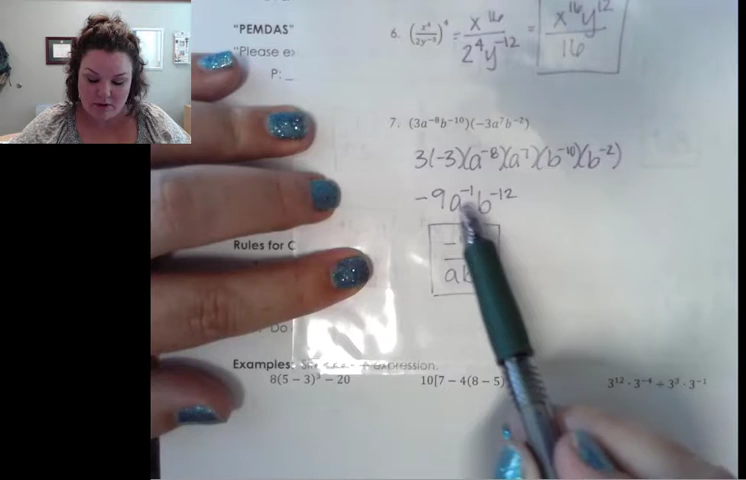 "PEMDAS"
"Please ex
P: _
6. (x⁴/2y⁻³)⁴ = x¹⁶/2⁴y⁻¹² = x¹⁶y¹²/16
7. (3a⁻⁸b⁻¹⁰)(−3a⁷b⁻²)
3(-3)(a⁻⁸)(a⁷)(b⁻¹⁰)(b⁻²)
-9a⁻¹b⁻¹²
Rules for
Do
Examples: expression.
8(5 − 3)³ − 20
10[7 − 4(8 − 5)
3¹² · 3⁻⁴ ÷ 3³ · 3⁻¹